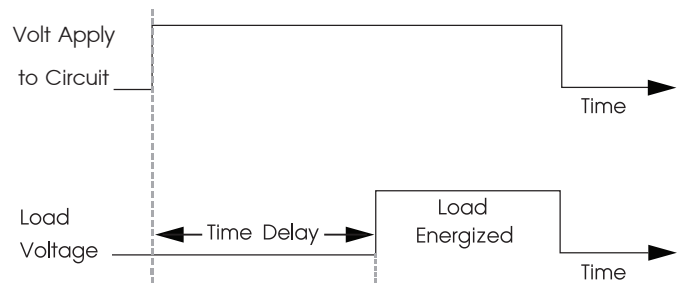 Volt Apply
to Circuit
Time
Load
Voltage
Time Delay
Load
Energized
Time